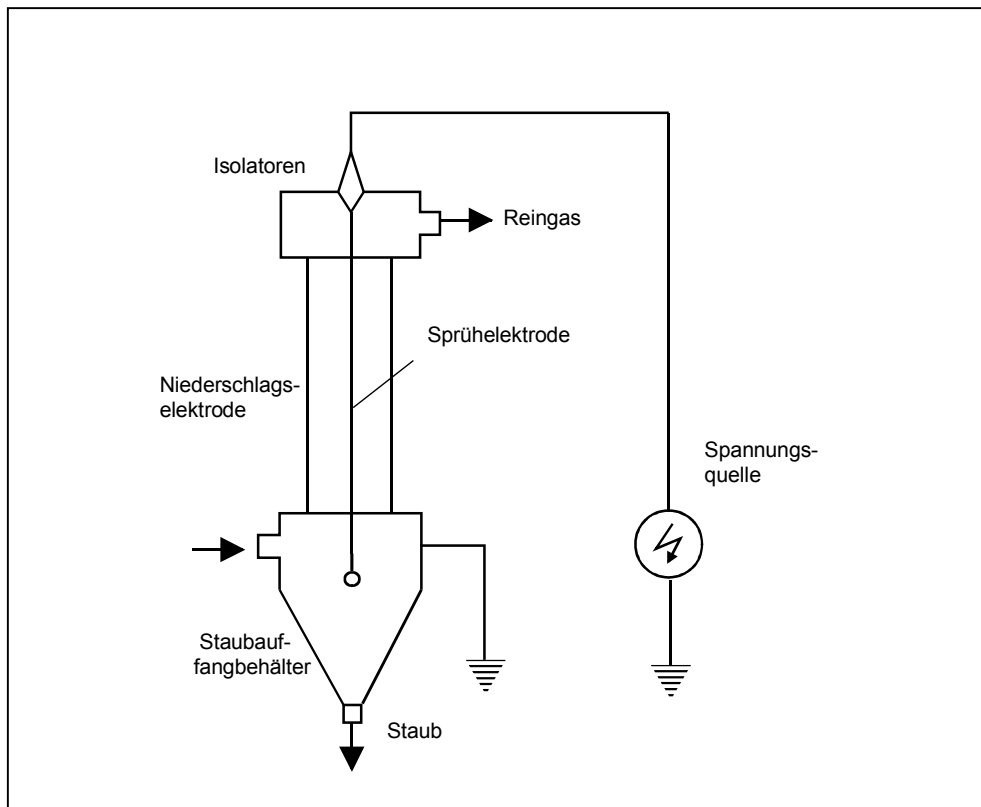 Isolatoren
Reingas
Sprühelektrode
Niederschlags-
elektrode
Spannungs-
quelle
Staubauf-
fangbehälter
Staub